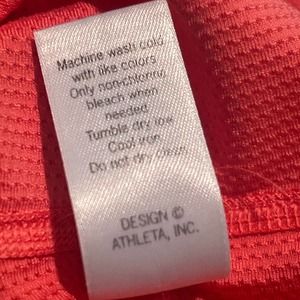 Machine wash cold
with like colors
Only non-chlorine
bleach when
needed
Tumble dry low
Cool iron
Do not dry clean
DESIGN ©
ATHLETA, INC.